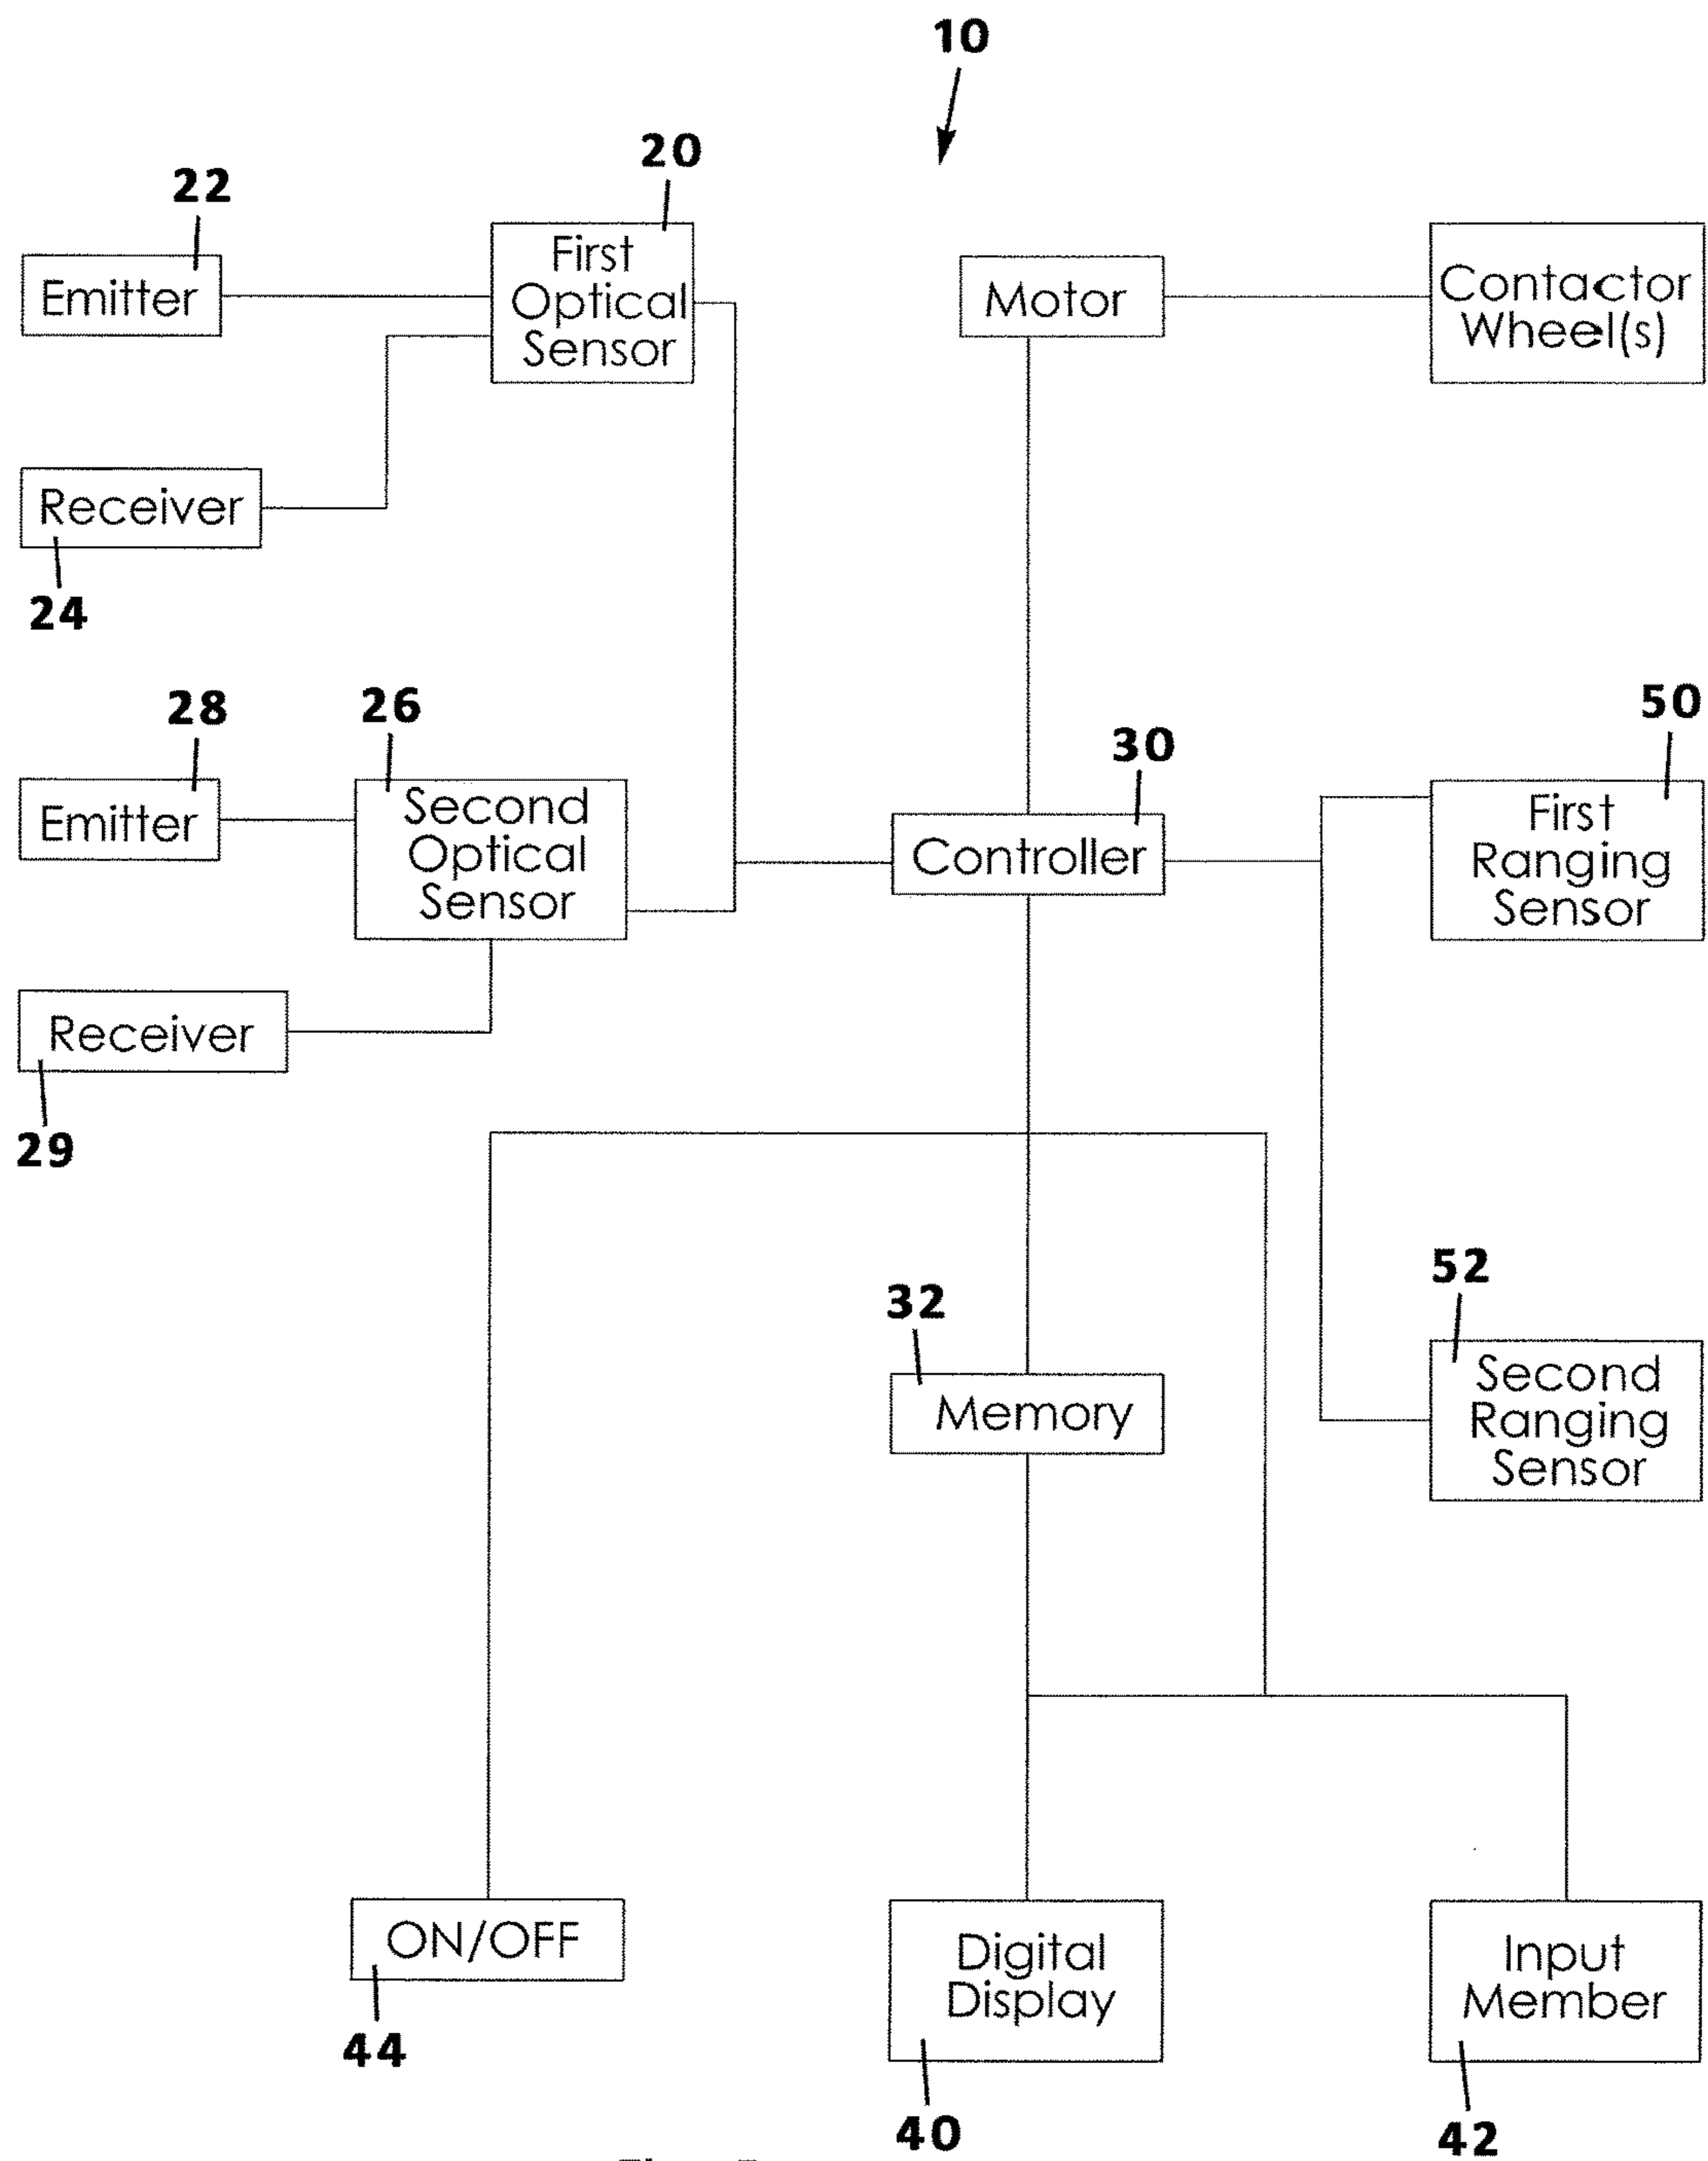 10
20
22
First
Optical
Sensor
Emitter
Motor
Contactor
Wheel(s)
Receiver
24
28
26
30
50
Emitter
Second
Optical
Sensor
Controller
First
Ranging
Sensor
Receiver
29
32
52
Memory
Second
Ranging
Sensor
ON/OFF
44
Digital
Display
40
Input
Member
42